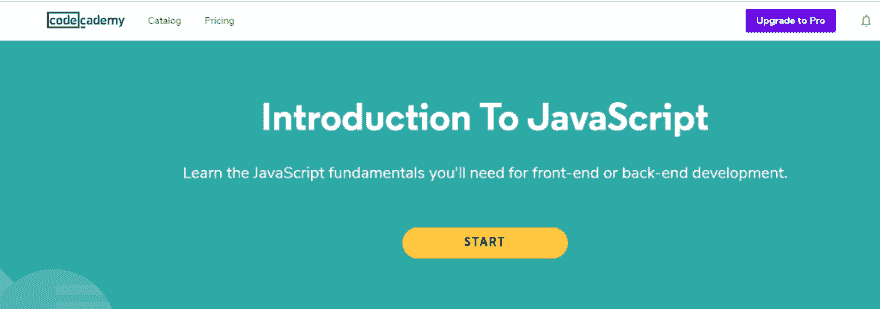 codecademy Catalog Pricing Upgrade to Pro
Introduction To JavaScript
Learn the JavaScript fundamentals you'll need for front-end or back-end development.
START